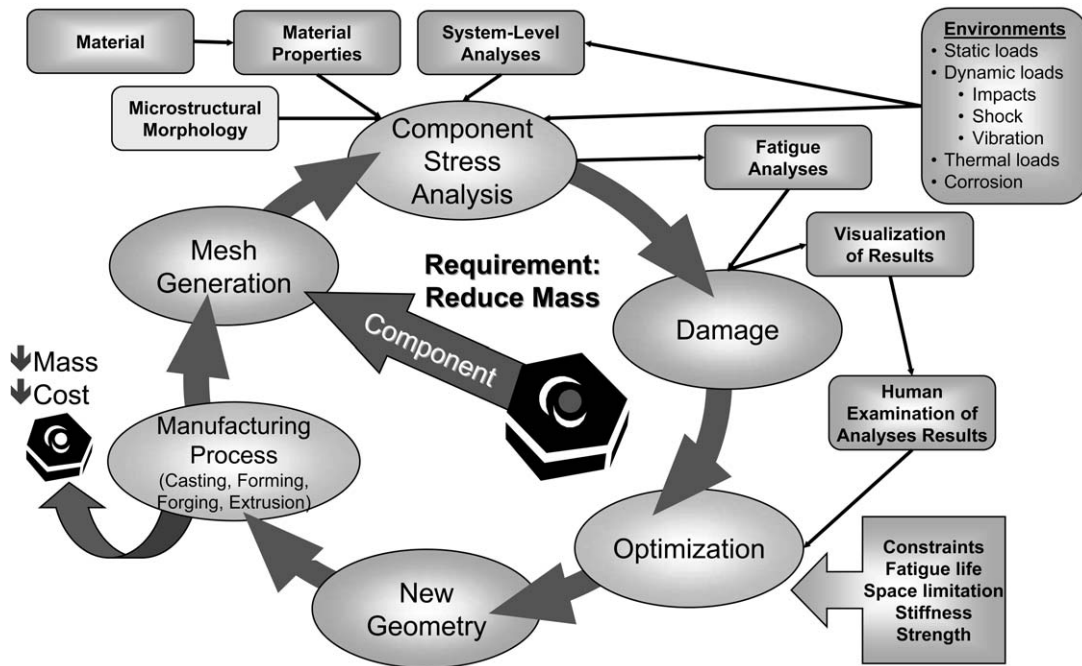 Material
Material
Properties
System-Level
Analyses
Environments
• Static loads
• Dynamic loads
• Impacts
• Shock
• Vibration
• Thermal loads
• Corrosion
Microstructural
Morphology
Component
Stress
Analysis
Fatigue
Analyses
Mesh
Generation
Requirement:
Reduce Mass
Visualization
of Results
Component
Damage
Mass
Cost
Human
Examination of
Analyses Results
Manufacturing
Process
(Casting, Forming,
Forging, Extrusion)
Optimization
Constraints
Fatigue life
Space limitation
Stiffness
Strength
New
Geometry